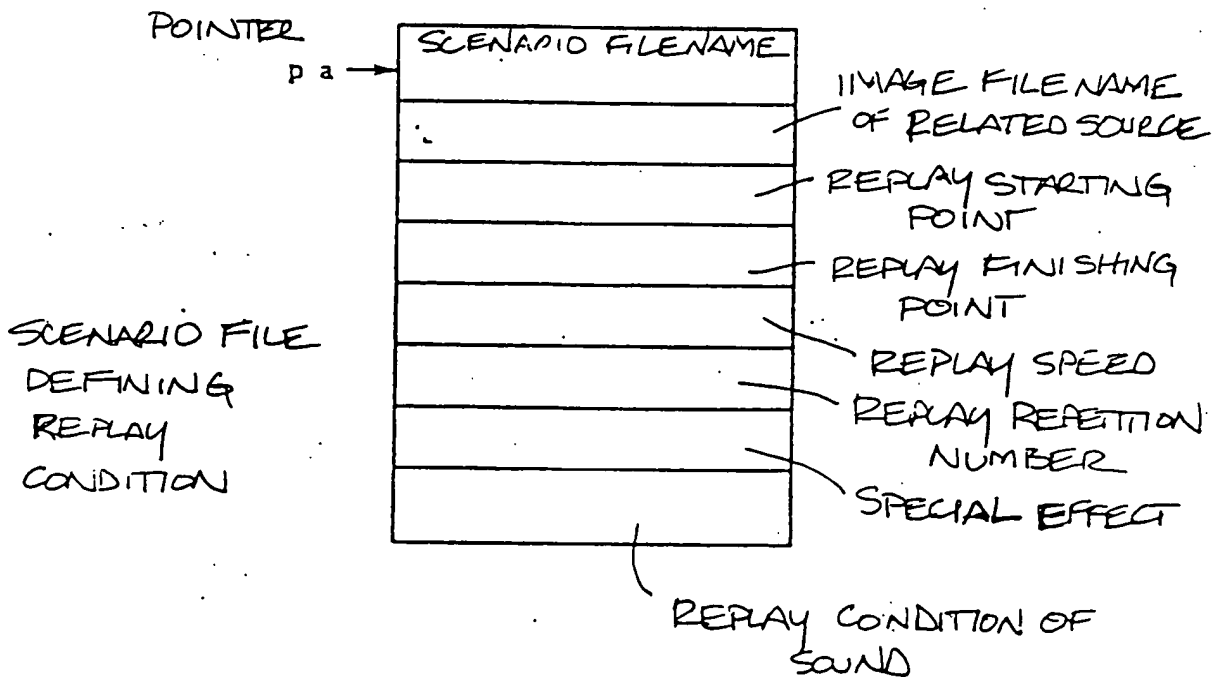 POINTER
pa
SCENARIO FILENAME
IMAGE FILENAME
OF RELATED SOURCE
REPLAY STARTING
POINT
REPLAY FINISHING
POINT
SCENARIO FILE
DEFINING
REPLAY
CONDITION
REPLAY SPEED
REPLAY REPETITION
NUMBER
SPECIAL EFFECT
REPLAY CONDITION OF
SOUND